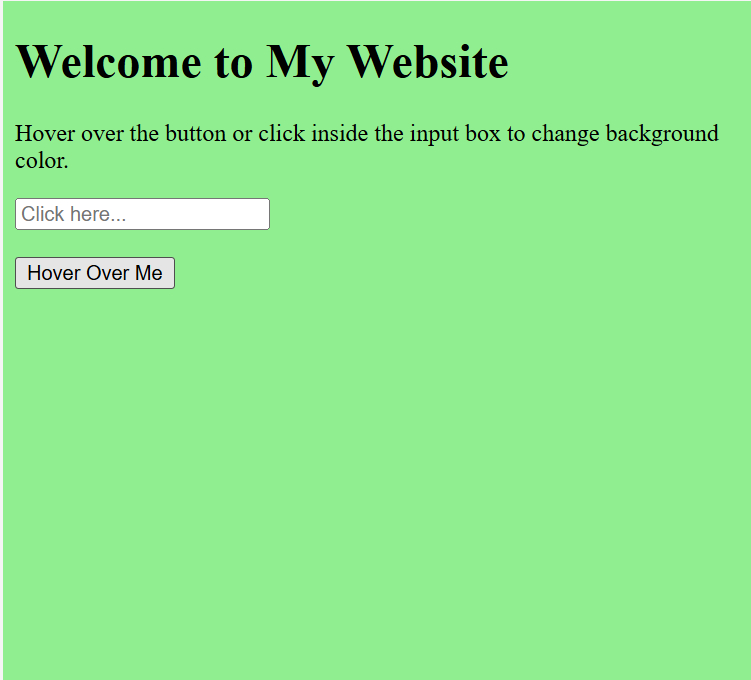 Welcome to My Website
Hover over the button or click inside the input box to change background
color.
Click here...
Hover Over Me